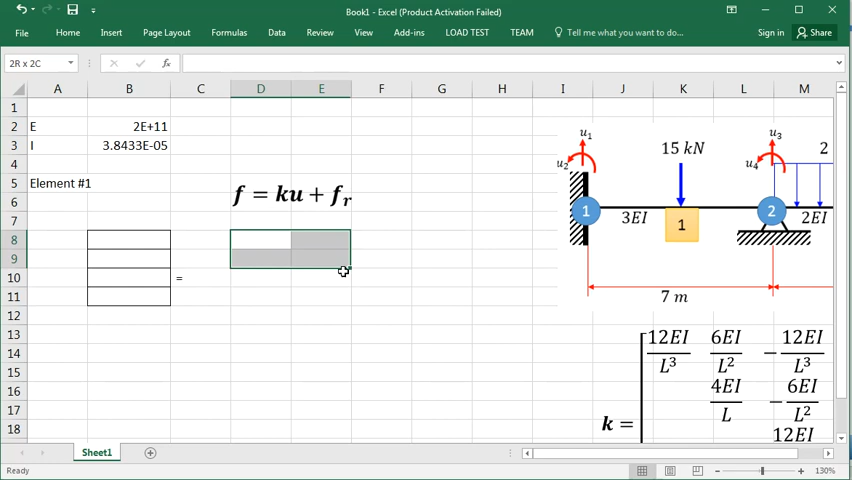 Book1 - Excel (Product Activation Failed)
File Home Insert Page Layout Formulas Data Review View Add-ins LOAD TEST TEAM Tell me what you want to do... Sign in Share
2R x 2C fx
A B C D E F G H I J K L M
1
2 E 2E+11
3 I 3.8433E-05
4
5 Element #1
6 f = ku + fr
7
8
9
10 =
11
12
13
14
15
16
17
18
u1 15 kN u3 2
u2 u4
1 3EI 1 2 2EI
7 m
12EI/L³ 6EI/L² −12EI/L³
4EI/L −6EI/L²
k = 12EI
Sheet1
Ready 130%